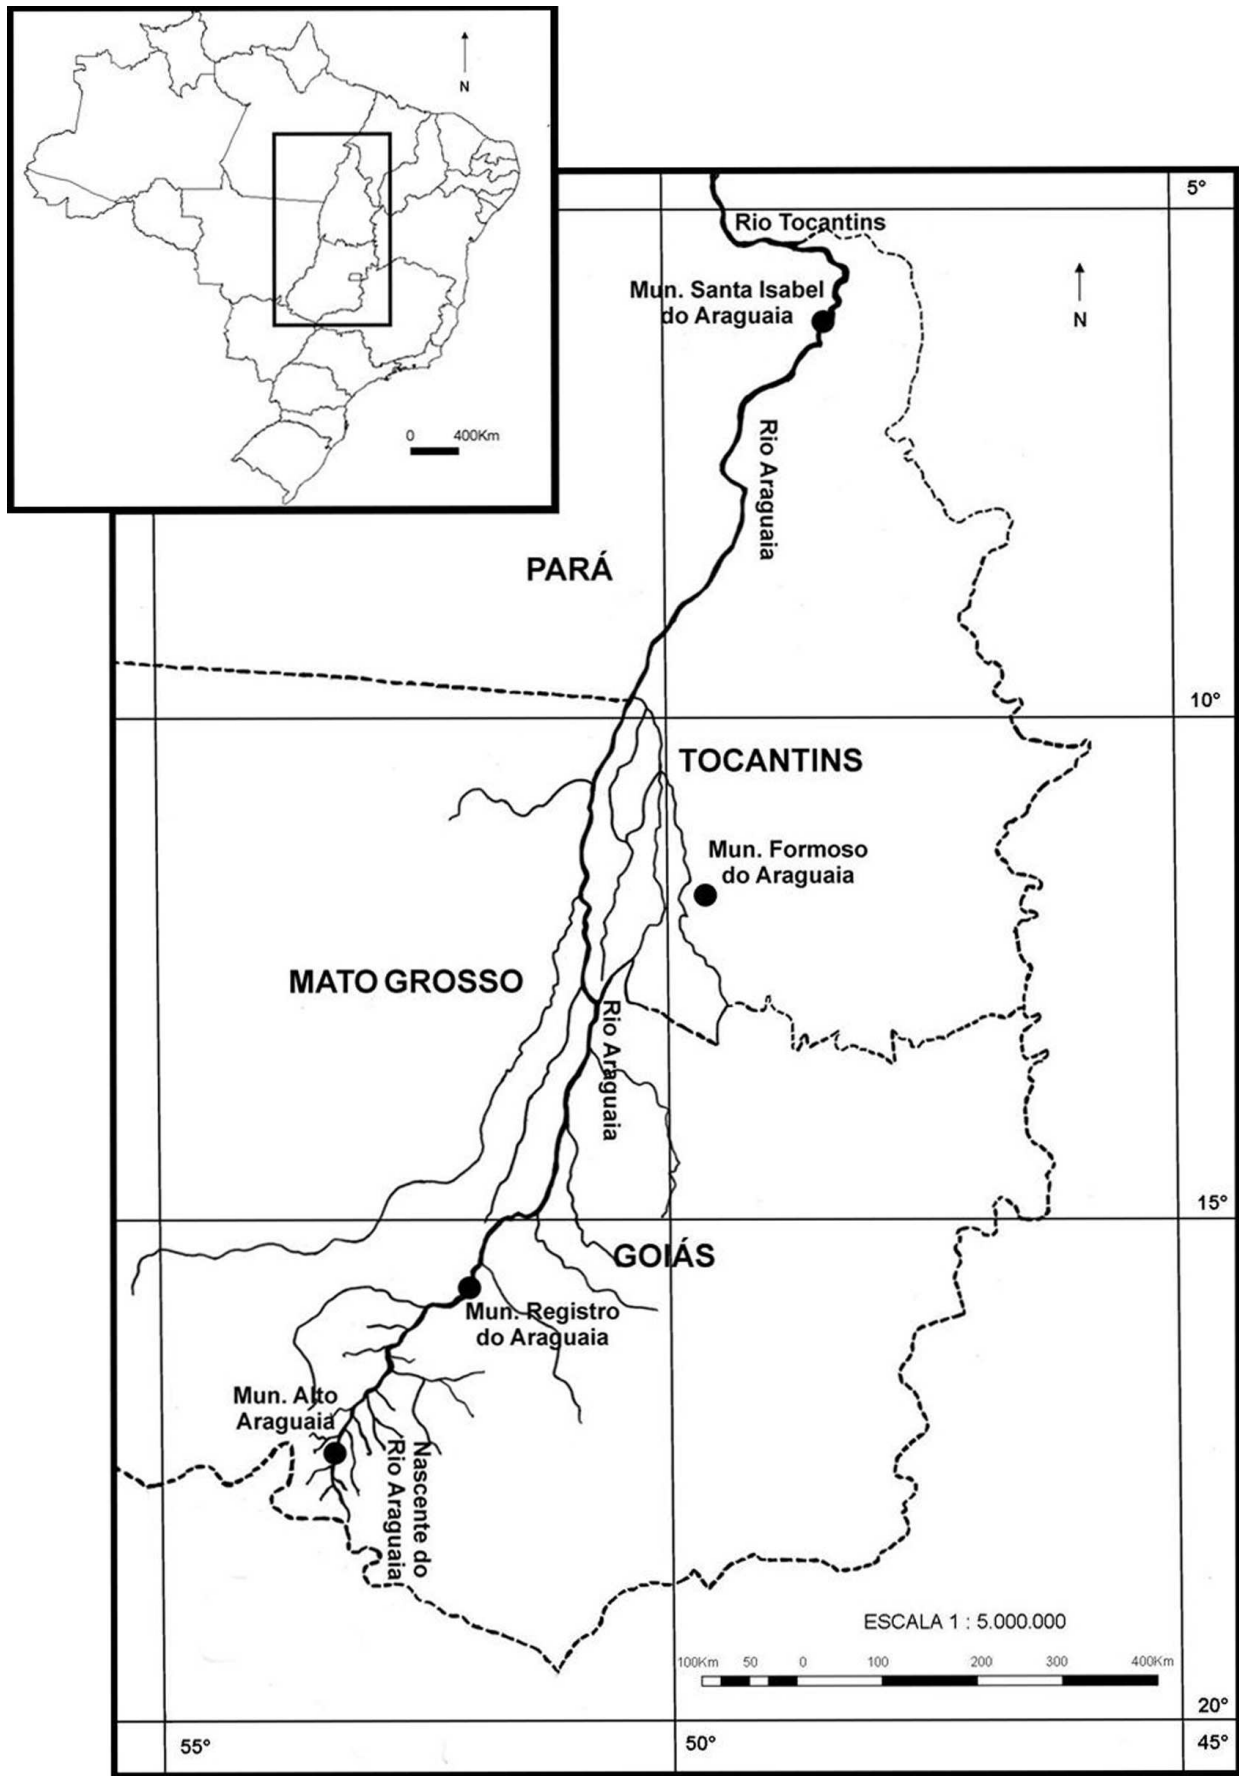 N
0 400Km
5°
Rio Tocantins
Mun. Santa Isabel
do Araguaia
N
Rio Araguaia
PARÁ
10°
TOCANTINS
Mun. Formoso
do Araguaia
MATO GROSSO
Rio Araguaia
15°
GOIÁS
Mun. Registro
do Araguaia
Mun. Alto
Araguaia
Nascente do
Rio Araguaia
ESCALA 1 : 5.000.000
100Km 50 0 100 200 300 400Km
20°
55° 50° 45°